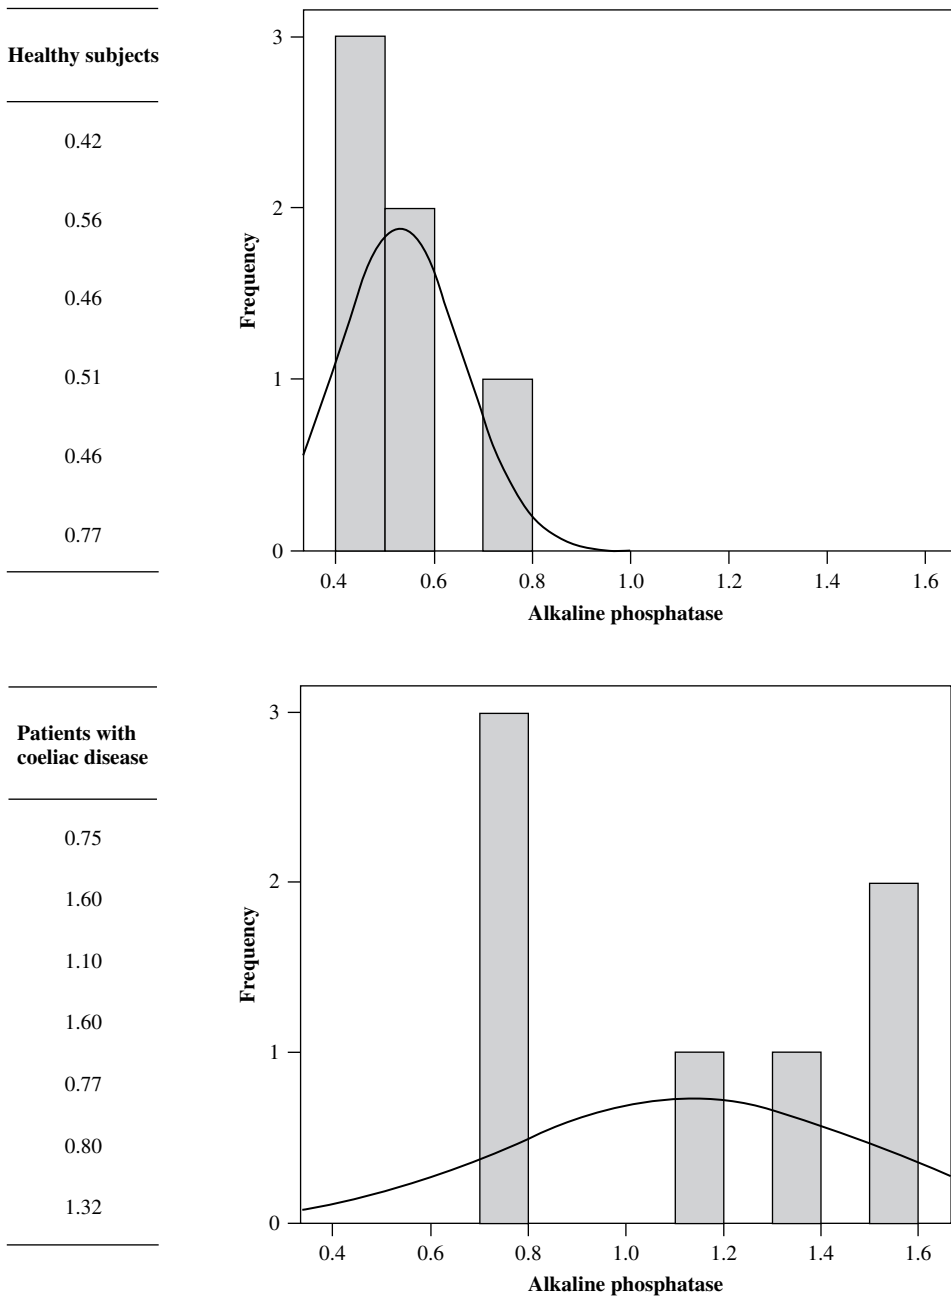 Healthy subjects
0.42
0.56
0.46
0.51
0.46
0.77
3
2
1
0
Frequency
0.4 0.6 0.8 1.0 1.2 1.4 1.6
Alkaline phosphatase
Patients with
coeliac disease
0.75
1.60
1.10
1.60
0.77
0.80
1.32
3
2
1
0
Frequency
0.4 0.6 0.8 1.0 1.2 1.4 1.6
Alkaline phosphatase